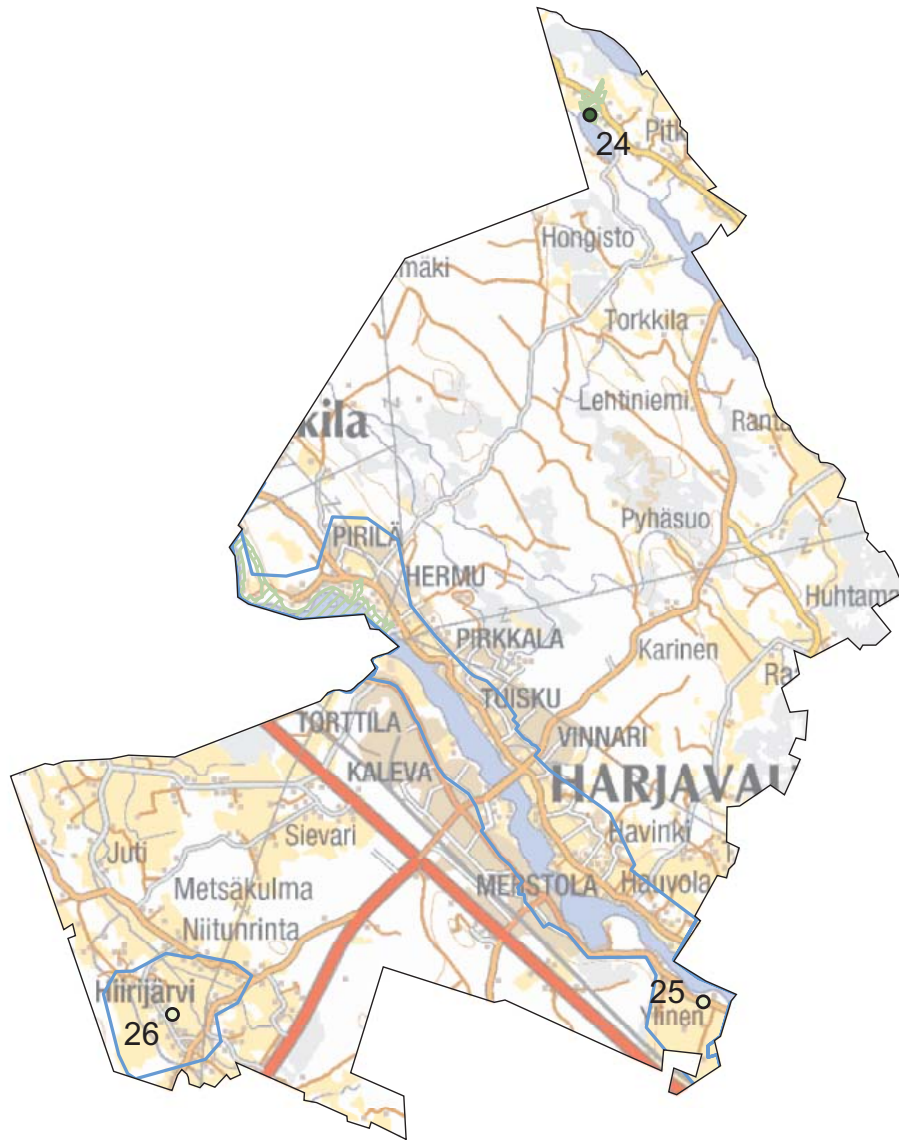 24
Pitk
Hongisto
mäki
Torkkila
Lehtiniemi
Ranta
kila
Pyhäsuo
PIRILÄ
HERMU
Huhtama
PIRKKALA
Karinen
Ra
TUISKU
TORTTILA
VINNARI
KALEVA
HARJAVAL
Havinki
Sievari
Juti
MERSTOLA
Hauvola
Metsäkulma
Niitunrinta
Hiirijärvi
25
Ylinen
26